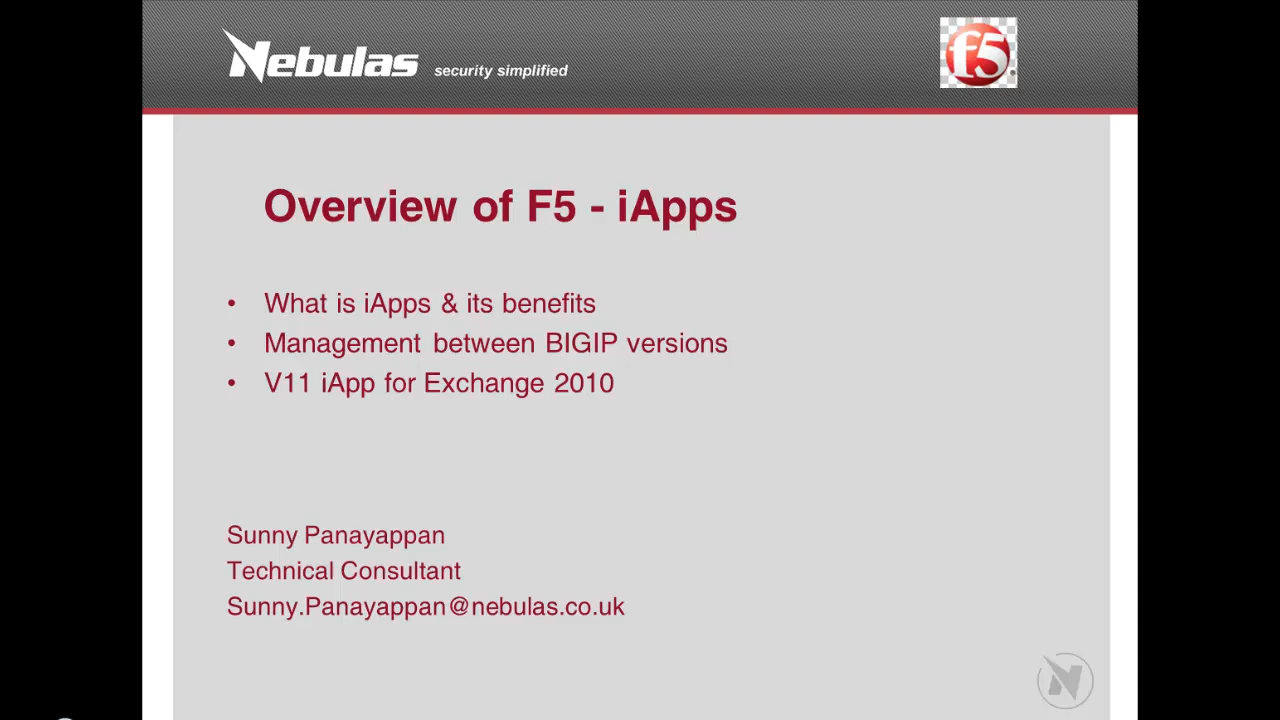 Nebulas security simplified
f5
Overview of F5 - iApps
• What is iApps & its benefits
• Management between BIGIP versions
• V11 iApp for Exchange 2010
Sunny Panayappan
Technical Consultant
Sunny.Panayappan@nebulas.co.uk
N